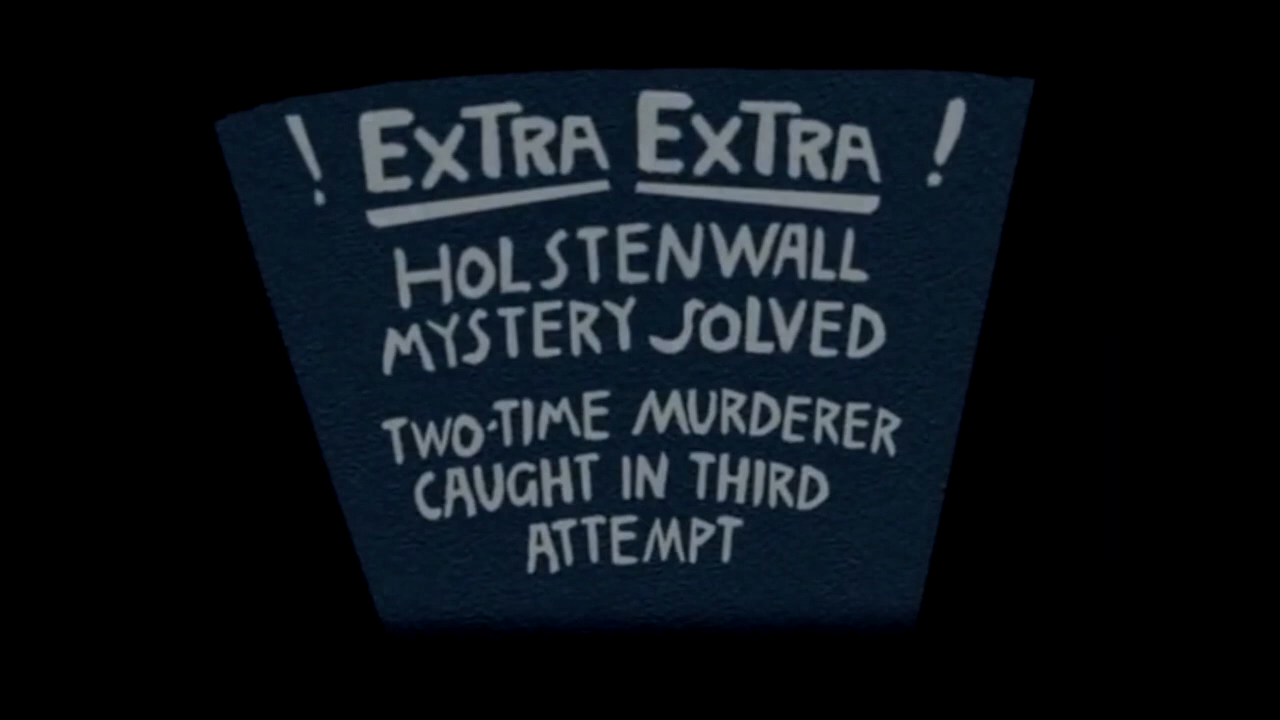 ! EXTRA EXTRA !
HOLSTENWALL
MYSTERY SOLVED
TWO-TIME MURDERER
CAUGHT IN THIRD
ATTEMPT